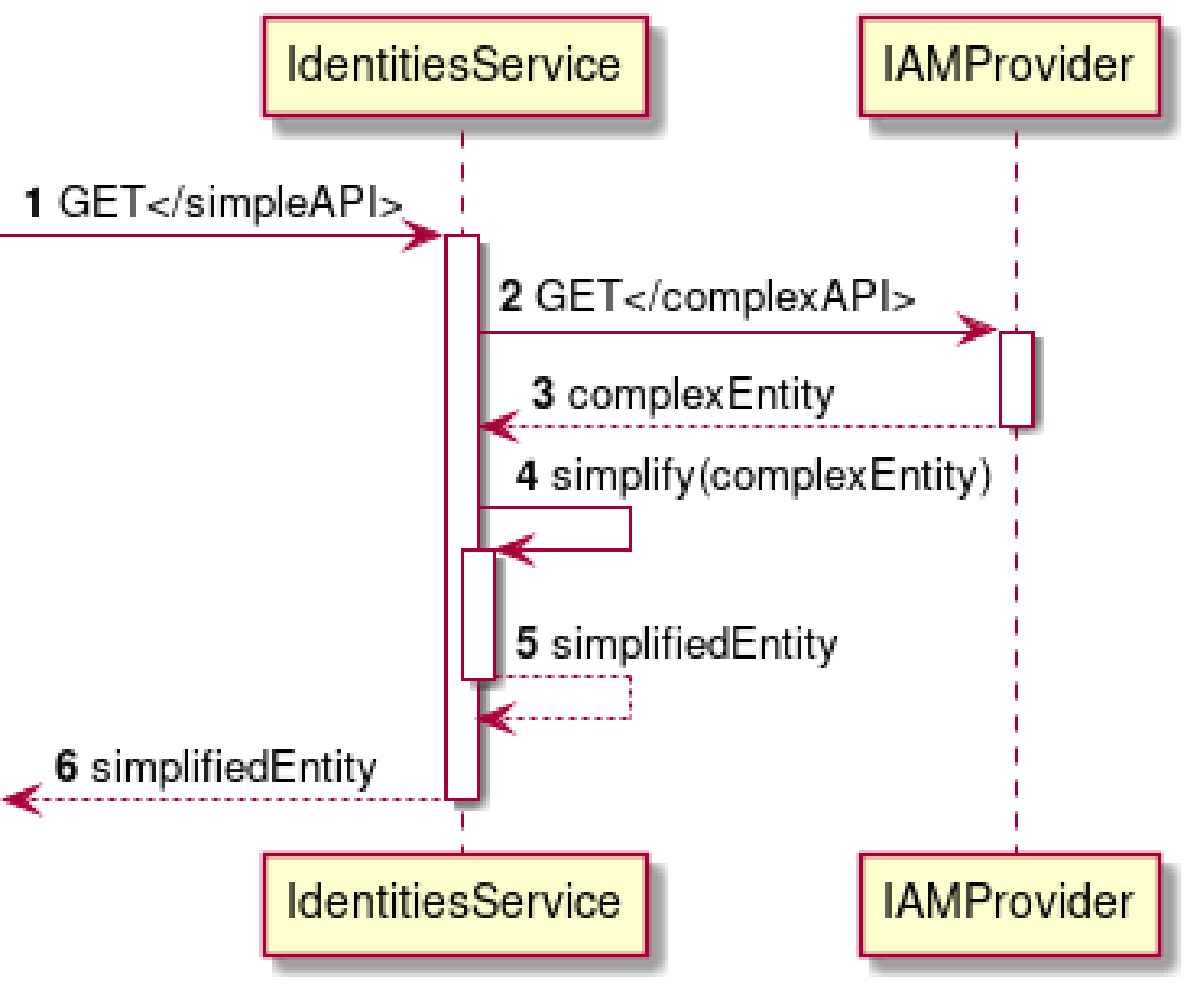 IdentitiesService
IAMProvider
1 GET</simpleAPI>
2 GET</complexAPI>
3 complexEntity
4 simplify(complexEntity)
5 simplifiedEntity
6 simplifiedEntity
IdentitiesService
IAMProvider